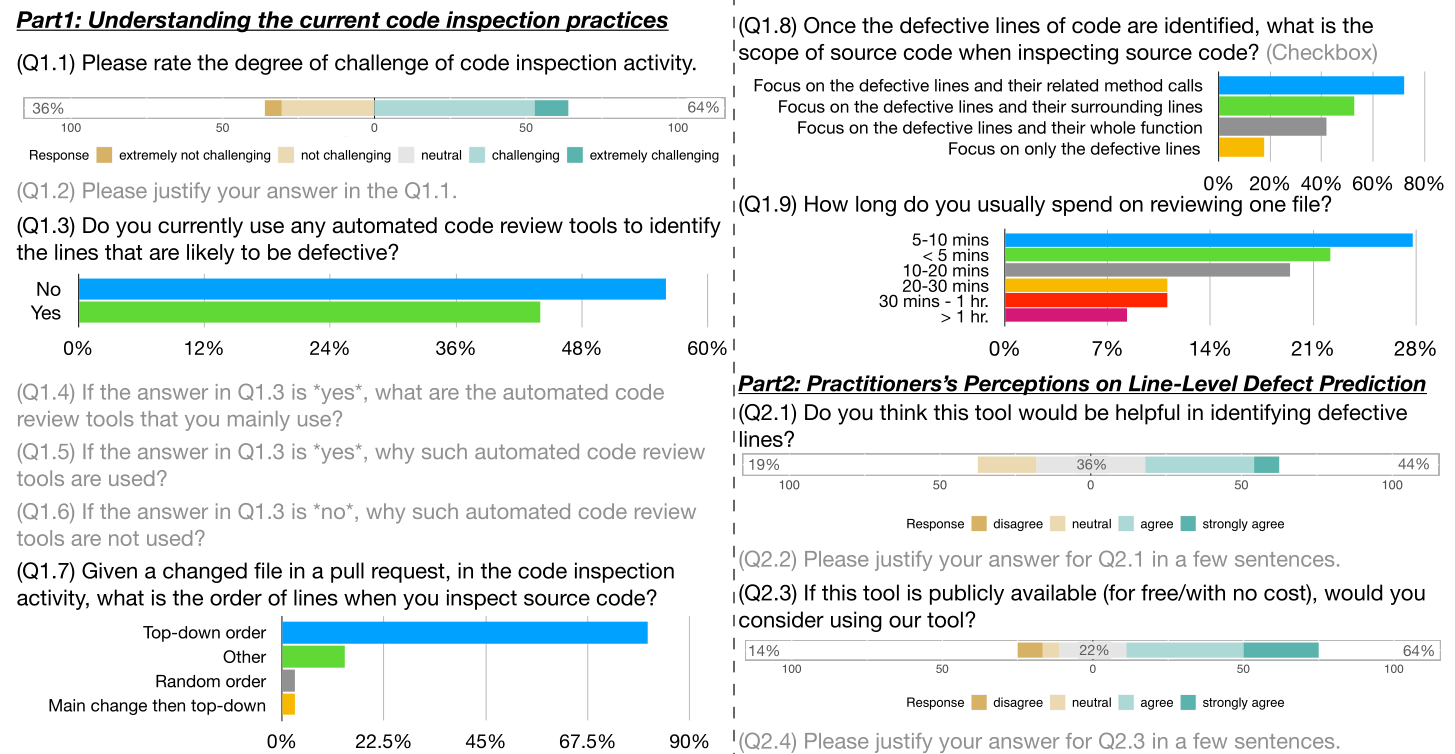 Part1: Understanding the current code inspection practices
(Q1.1) Please rate the degree of challenge of code inspection activity.
36%
64%
100 50 0 50 100
Response extremely not challenging not challenging neutral challenging extremely challenging
(Q1.2) Please justify your answer in the Q1.1.
(Q1.3) Do you currently use any automated code review tools to identify
the lines that are likely to be defective?
No
Yes
0% 12% 24% 36% 48% 60%
(Q1.4) If the answer in Q1.3 is *yes*, what are the automated code
review tools that you mainly use?
(Q1.5) If the answer in Q1.3 is *yes*, why such automated code review
tools are used?
(Q1.6) If the answer in Q1.3 is *no*, why such automated code review
tools are not used?
(Q1.7) Given a changed file in a pull request, in the code inspection
activity, what is the order of lines when you inspect source code?
Top-down order
Other
Random order
Main change then top-down
0% 22.5% 45% 67.5% 90%
(Q1.8) Once the defective lines of code are identified, what is the
scope of source code when inspecting source code? (Checkbox)
Focus on the defective lines and their related method calls
Focus on the defective lines and their surrounding lines
Focus on the defective lines and their whole function
Focus on only the defective lines
0% 20% 40% 60% 80%
(Q1.9) How long do you usually spend on reviewing one file?
5-10 mins
< 5 mins
10-20 mins
20-30 mins
30 mins - 1 hr.
> 1 hr.
0% 7% 14% 21% 28%
Part2: Practitioners's Perceptions on Line-Level Defect Prediction
(Q2.1) Do you think this tool would be helpful in identifying defective
lines?
19% 36% 44%
100 50 0 50 100
Response disagree neutral agree strongly agree
(Q2.2) Please justify your answer for Q2.1 in a few sentences.
(Q2.3) If this tool is publicly available (for free/with no cost), would you
consider using our tool?
14% 22% 64%
100 50 0 50 100
Response disagree neutral agree strongly agree
(Q2.4) Please justify your answer for Q2.3 in a few sentences.